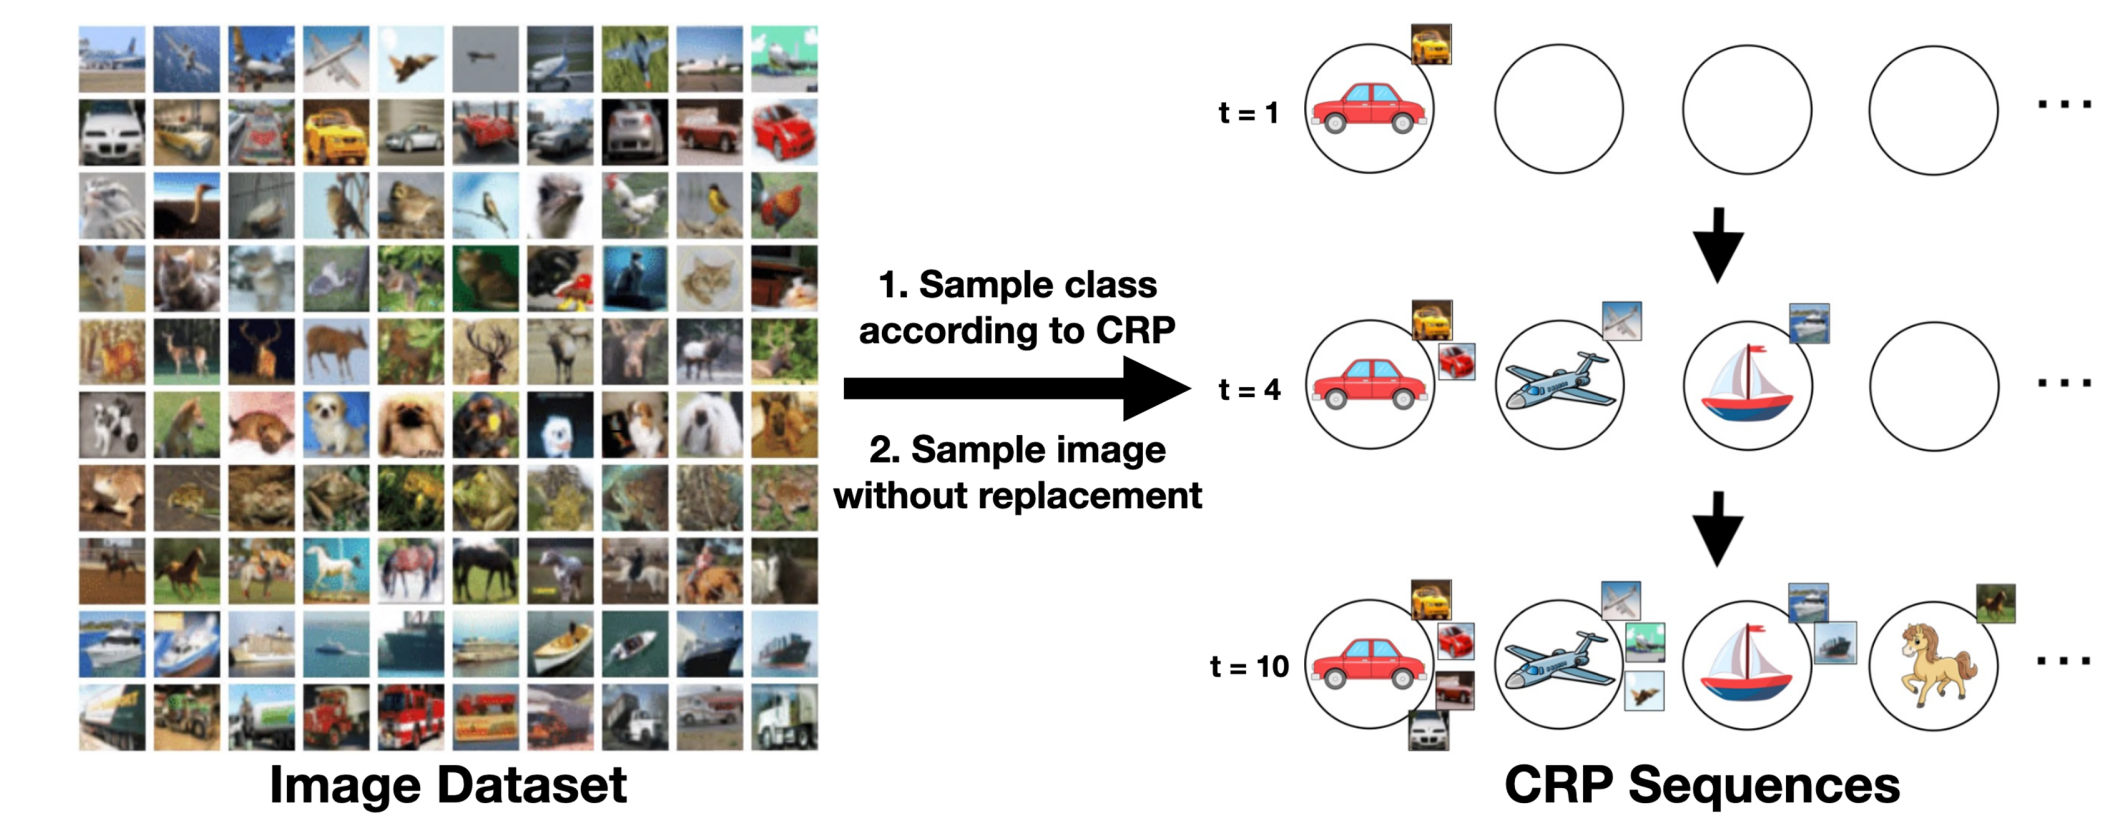 1. Sample class
according to CRP
2. Sample image
without replacement
Image Dataset
t = 1
...
t = 4
...
t = 10
...
CRP Sequences